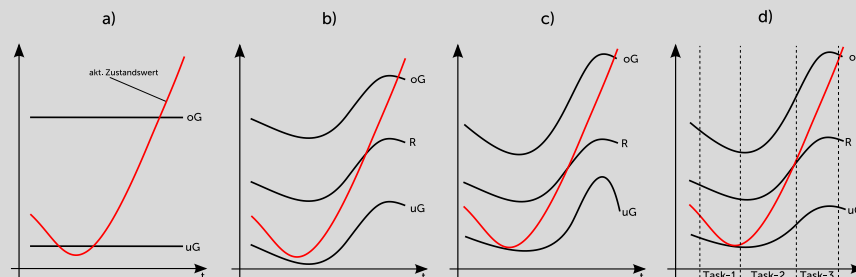 a)
b)
c)
d)
akt. Zustandswert
oG
uG
t
oG
R
uG
t
oG
R
uG
t
R
Task-1
Task-2
Task-3